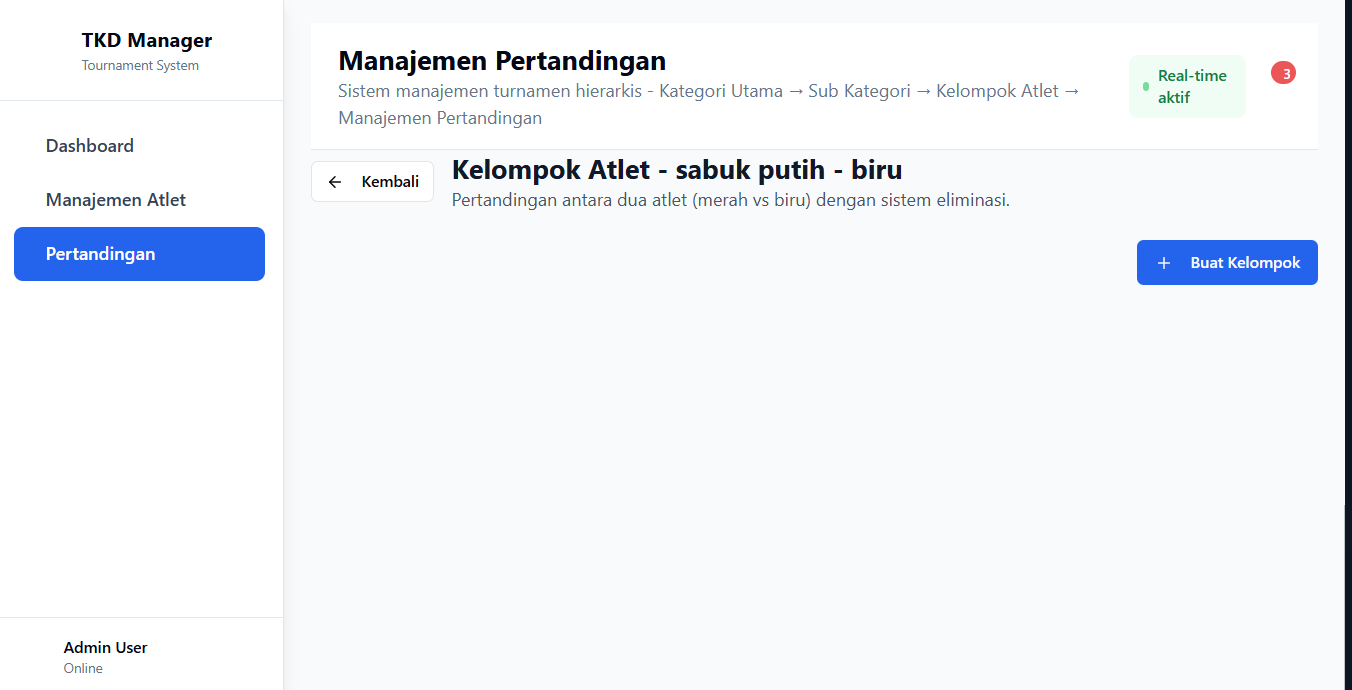 TKD Manager
Tournament System
Dashboard
Manajemen Atlet
Pertandingan
Admin User
Online
Manajemen Pertandingan
Sistem manajemen turnamen hierarkis - Kategori Utama → Sub Kategori → Kelompok Atlet →
Manajemen Pertandingan
Real-time
aktif
3
← Kembali
Kelompok Atlet - sabuk putih - biru
Pertandingan antara dua atlet (merah vs biru) dengan sistem eliminasi.
+ Buat Kelompok